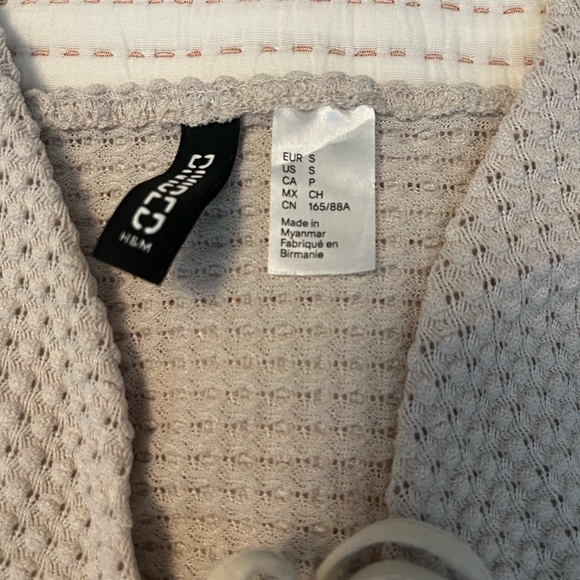 DIVIDED
H&M
EUR S
US S
CA P
MX CH
CN 165/88A
Made in
Myanmar
Fabriqué en
Birmanie